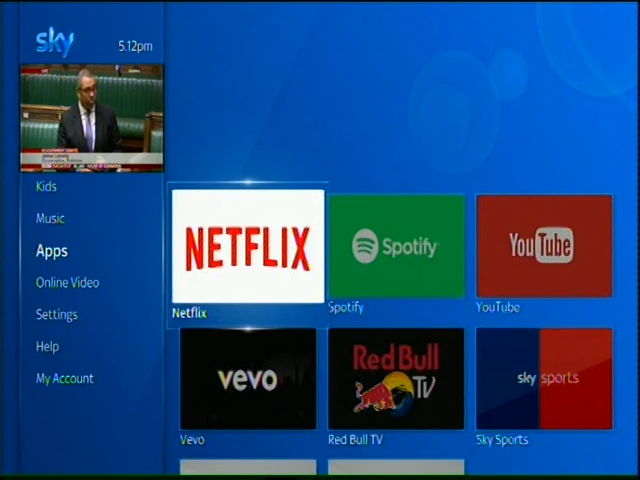 sky
5.12pm
Kids
Music
Apps
Online Video
Settings
Help
My Account
NETFLIX
Netflix
Spotify
Spotify
YouTube
YouTube
vevo
Vevo
Red Bull
TV
Red Bull TV
sky sports
Sky Sports